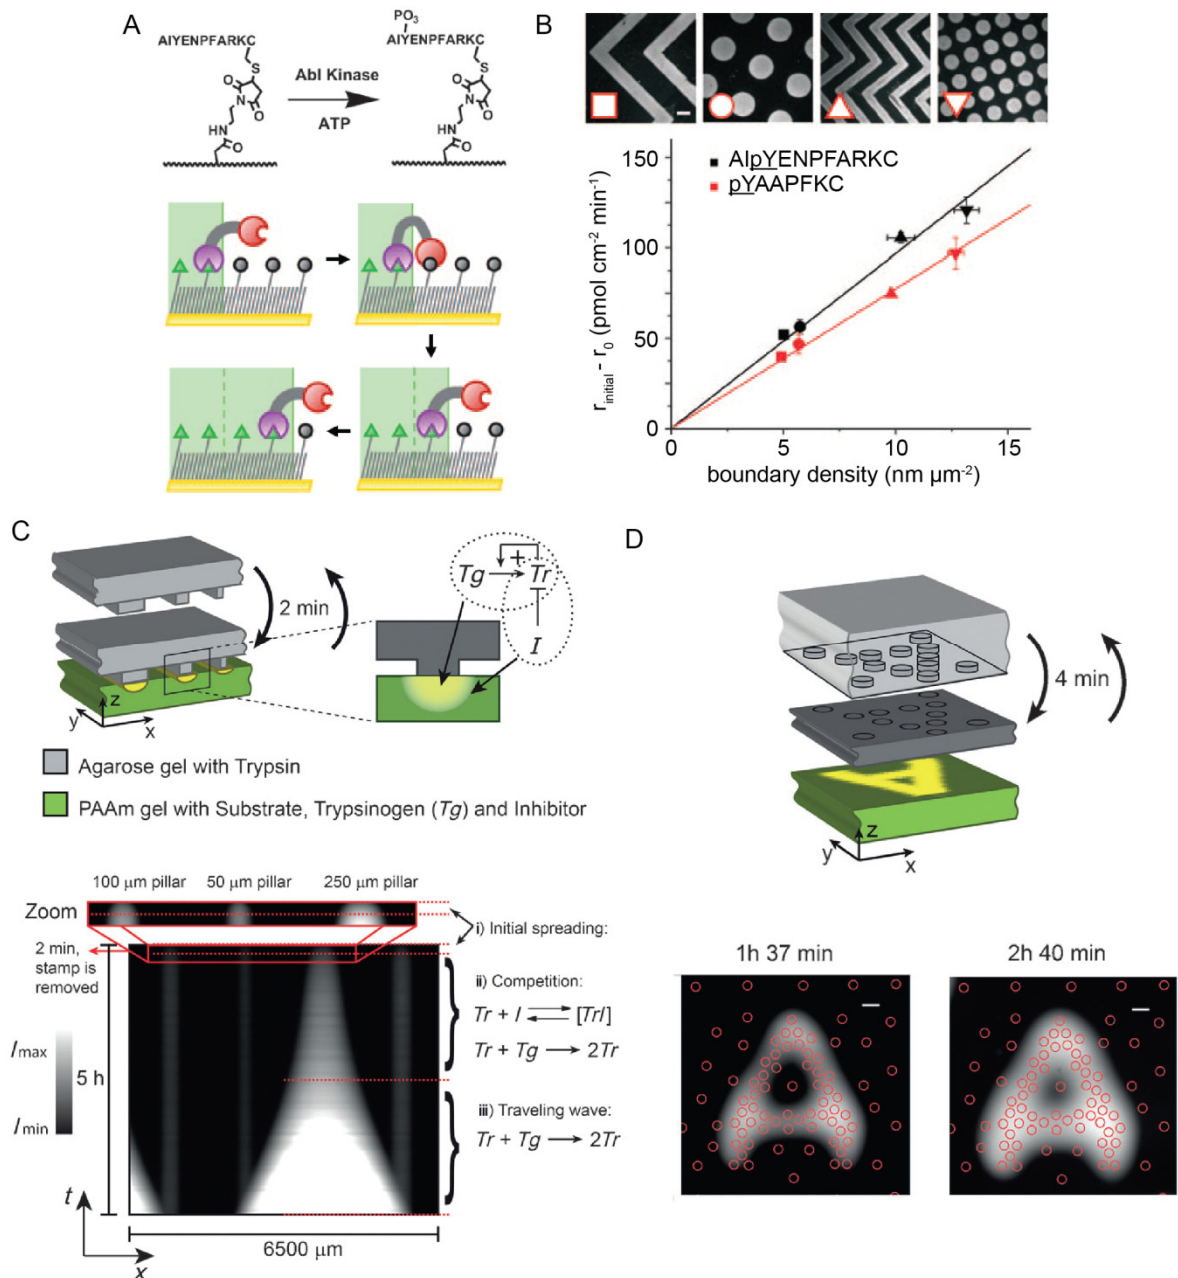 A
AIYENPFARKC
S
O
N
O
HN
O
Abl Kinase
ATP
PO3
AIYENPFARKC
S
O
N
O
HN
O
B
150
100
50
0
0
5
10
15
AIpYENPFARKC
pYAAPFKC
rinitial - r0 (pmol cm-2 min-1)
boundary density (nm µm-2)
C
2 min
z
y
x
Tg
+
Tr
I
Agarose gel with Trypsin
PAAm gel with Substrate, Trypsinogen (Tg) and Inhibitor
100 µm pillar
50 µm pillar
250 µm pillar
Zoom
2 min,
stamp is
removed
i) Initial spreading:
ii) Competition:
Tr + I ⇌ [TrI]
Tr + Tg → 2Tr
iii) Traveling wave:
Tr + Tg → 2Tr
Imax
Imin
5 h
t
x
6500 µm
D
4 min
z
y
x
1h 37 min
2h 40 min